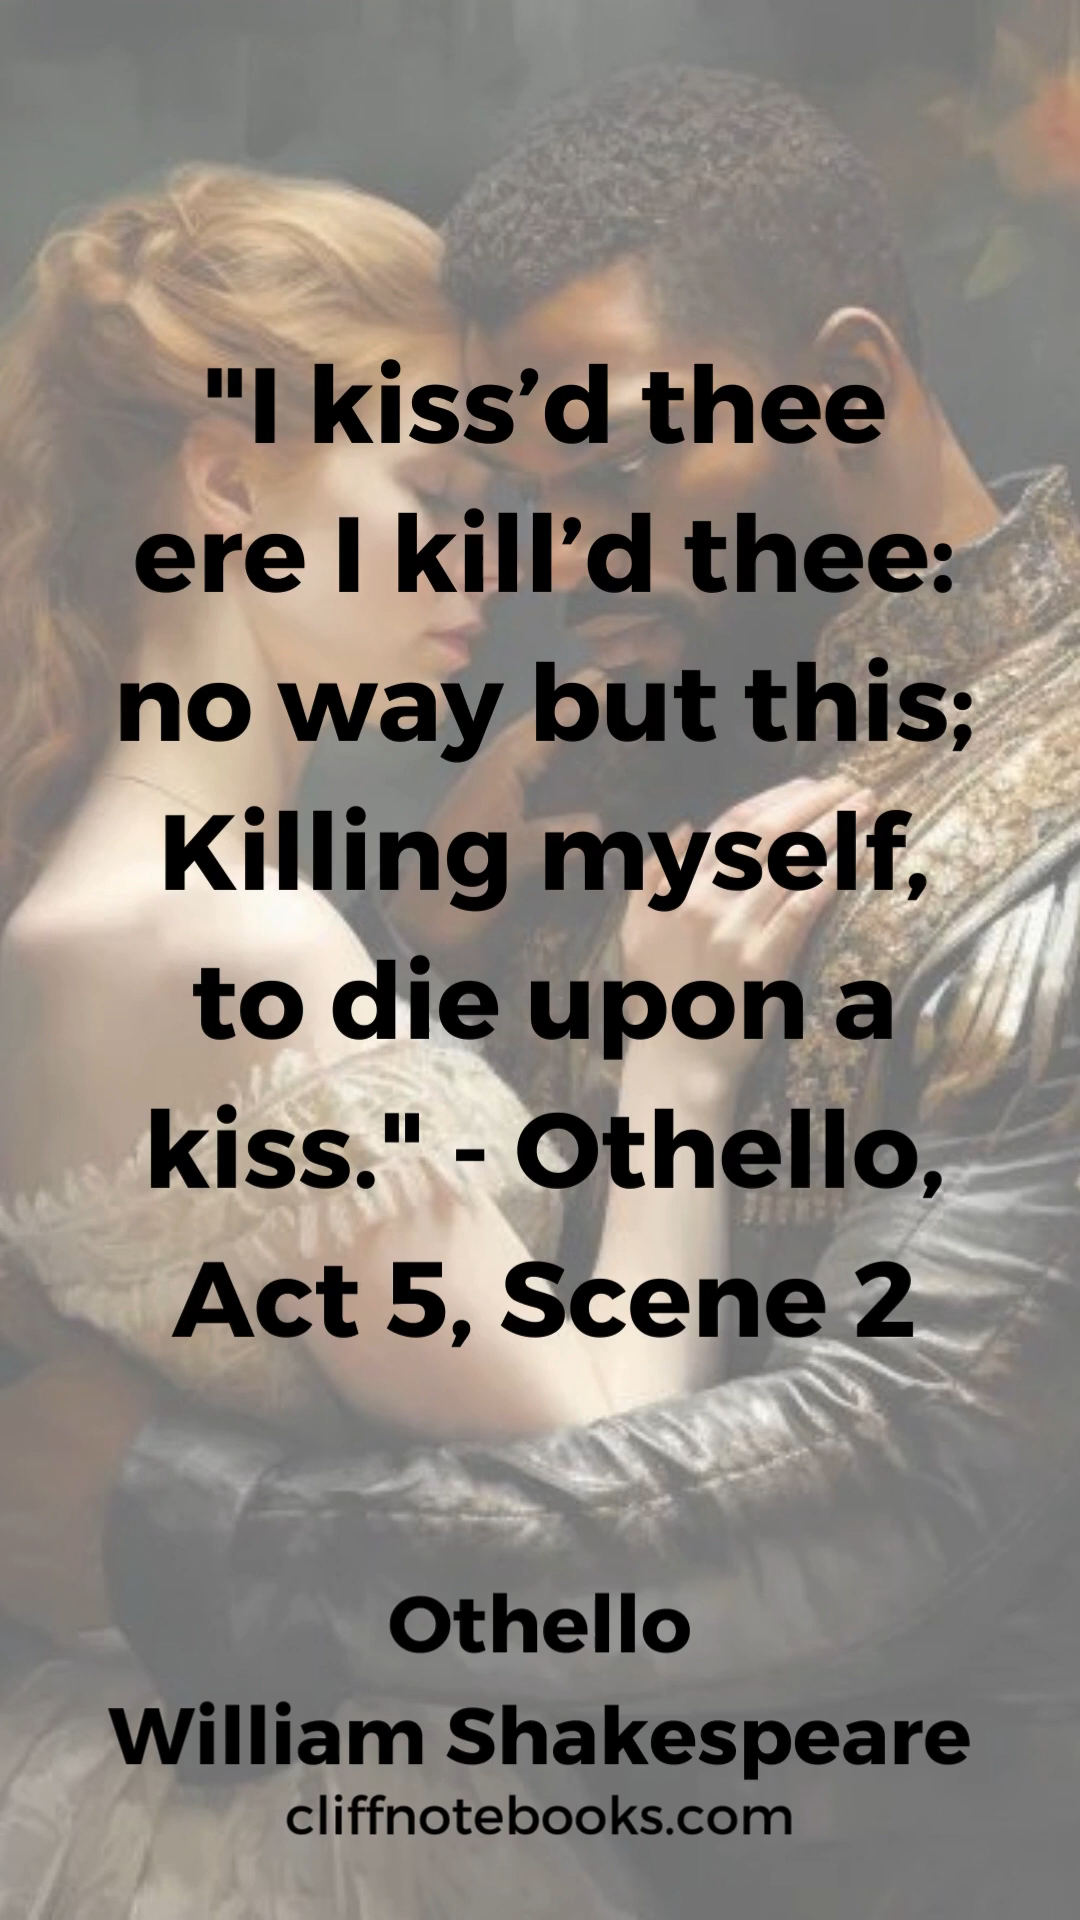 "I kiss’d thee
ere I kill’d thee:
no way but this;
Killing myself,
to die upon a
kiss." - Othello,
Act 5, Scene 2
Othello
William Shakespeare
cliffnotebooks.com